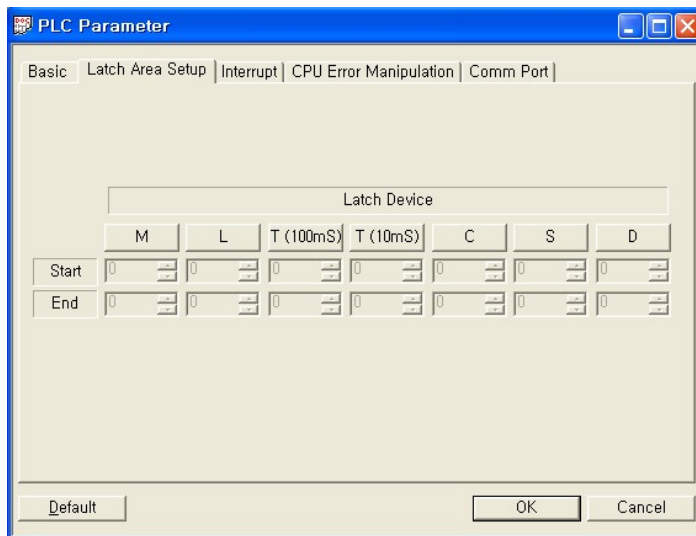 PLC Parameter
Basic Latch Area Setup Interrupt CPU Error Manipulation Comm Port
Latch Device
M L T (100mS) T (10mS) C S D
Start 0 0 0 0 0 0 0
End 0 0 0 0 0 0 0
Default OK Cancel